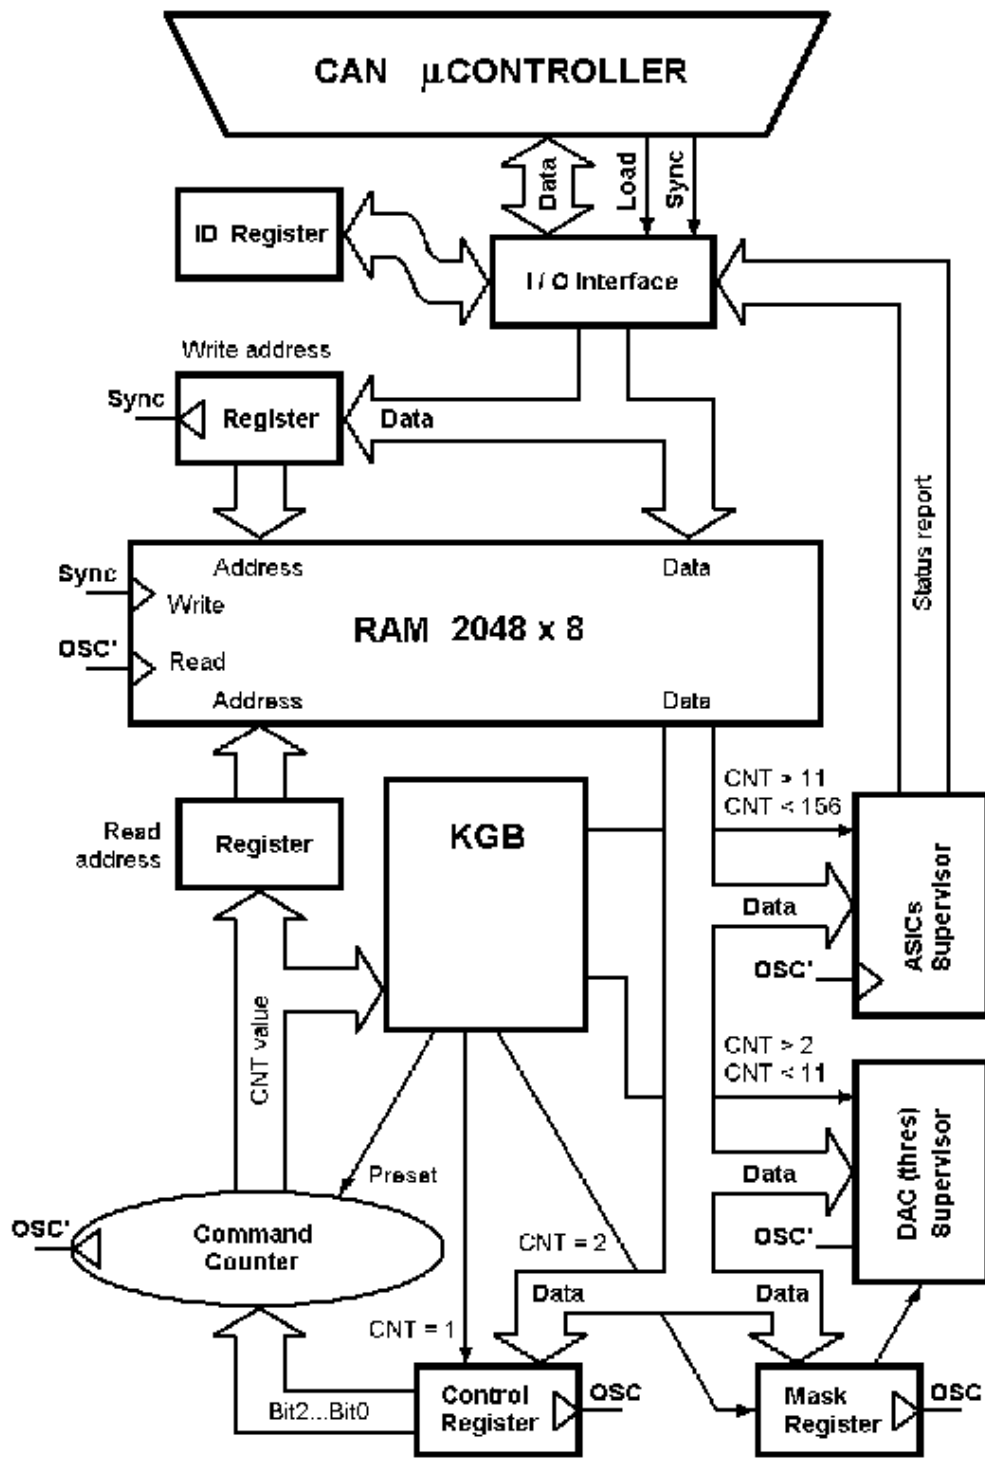 CAN µCONTROLLER
Data
Load
Sync
ID Register
I / O Interface
Write address
Sync
Register
Data
Status report
Address
Data
Sync
Write
RAM 2048 x 8
OSC'
Read
Address
Data
CNT > 11
CNT < 156
KGB
Read
address
Register
Data
ASICs
Supervisor
OSC'
CNT value
CNT > 2
CNT < 11
DAC (thres)
Supervisor
Preset
Data
OSC'
Command
Counter
OSC'
CNT = 2
Data
Data
CNT = 1
Control
Register
OSC
Mask
Register
OSC
Bit2...Bit0